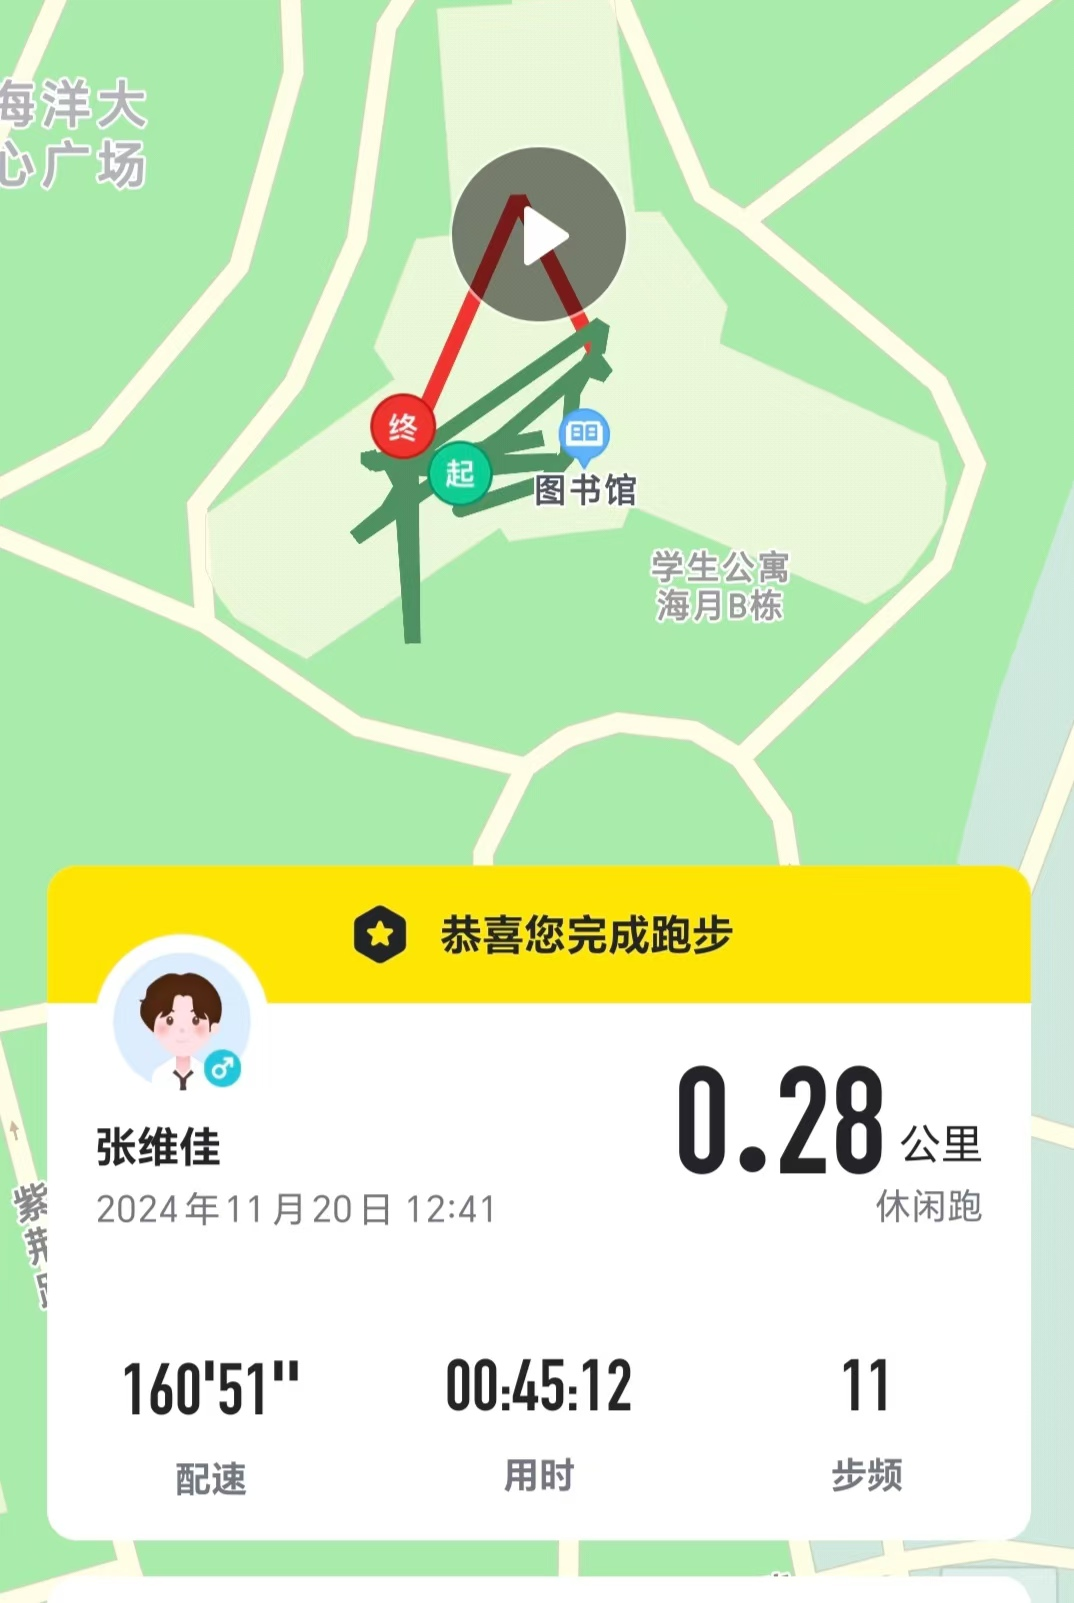 海洋大
心广场
终
起
图书馆
学生公寓
海月B栋
恭喜您完成跑步
张维佳
0.28 公里
2024年11月20日 12:41
休闲跑
紫
荆
路
160'51"
00:45:12
11
配速
用时
步频